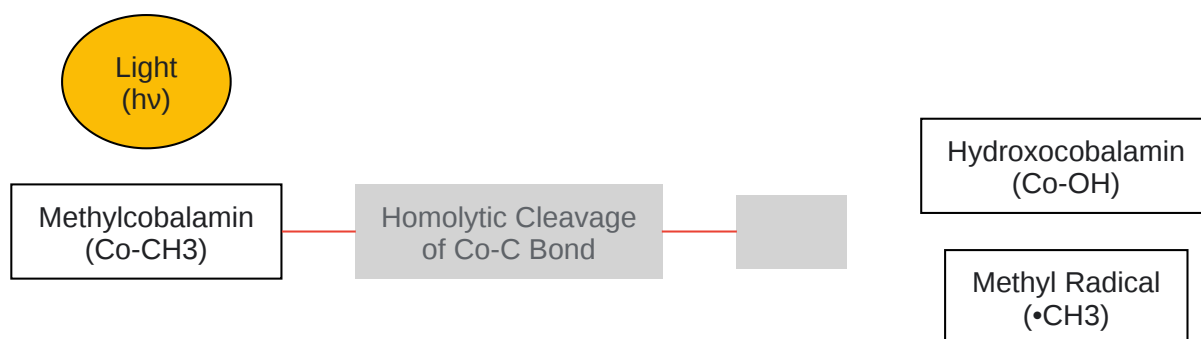 Light
(hν)
Methylcobalamin
(Co-CH3)
Homolytic Cleavage
of Co-C Bond
Hydroxocobalamin
(Co-OH)
Methyl Radical
(•CH3)